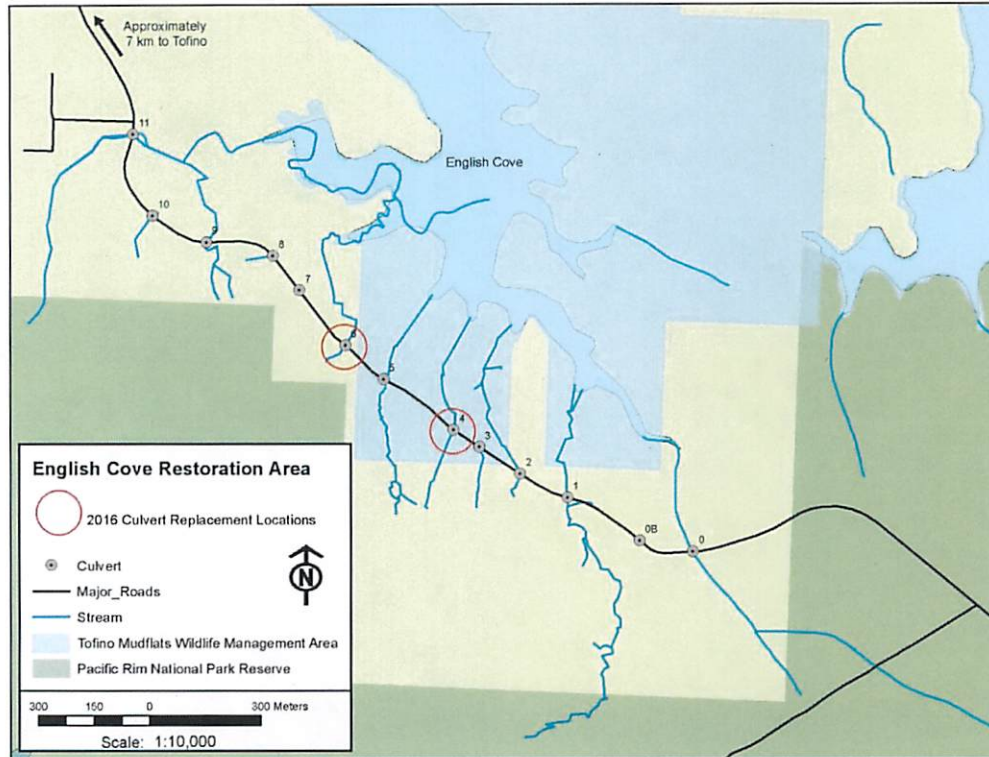 Approximately
7 km to Tofino
English Cove
11
10
9
8
7
6
5
4
3
2
1
0B
0
English Cove Restoration Area
2016 Culvert Replacement Locations
Culvert
N
Major_Roads
Stream
Tofino Mudflats Wildlife Management Area
Pacific Rim National Park Reserve
300 150 0 300 Meters
Scale: 1:10,000